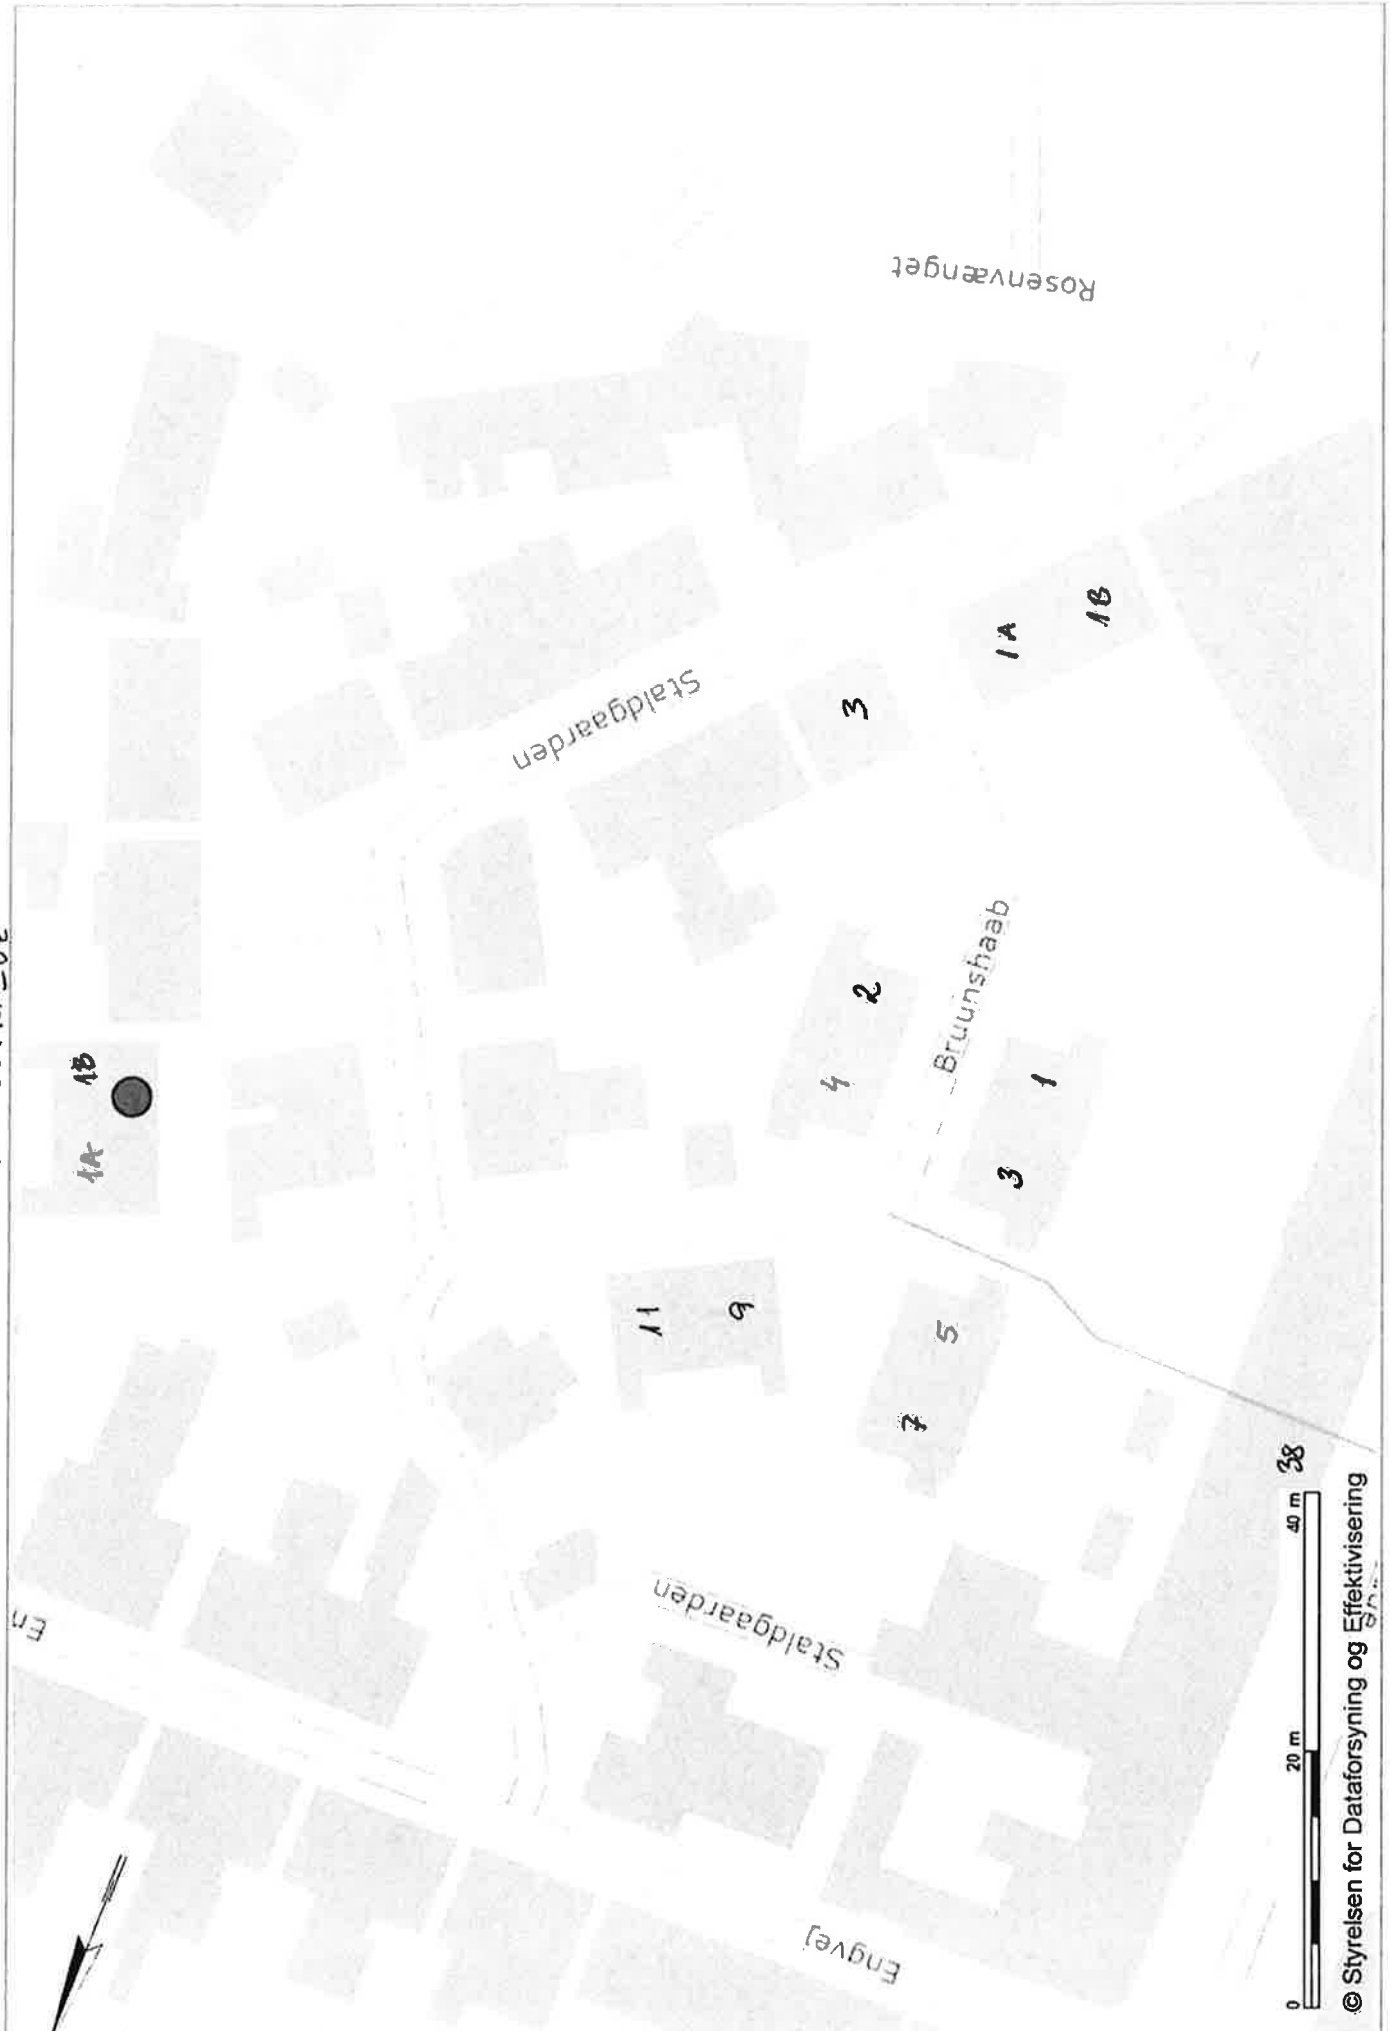 1A
1B
Rosenvænget
Staldgaarden
3
1A
1B
2
4
Bruunshaab
1
3
11
9
5
7
En
Staldgaarden
Engvej
0
20 m
40 m
38
© Styrelsen for Dataforsyning og Effektivisering